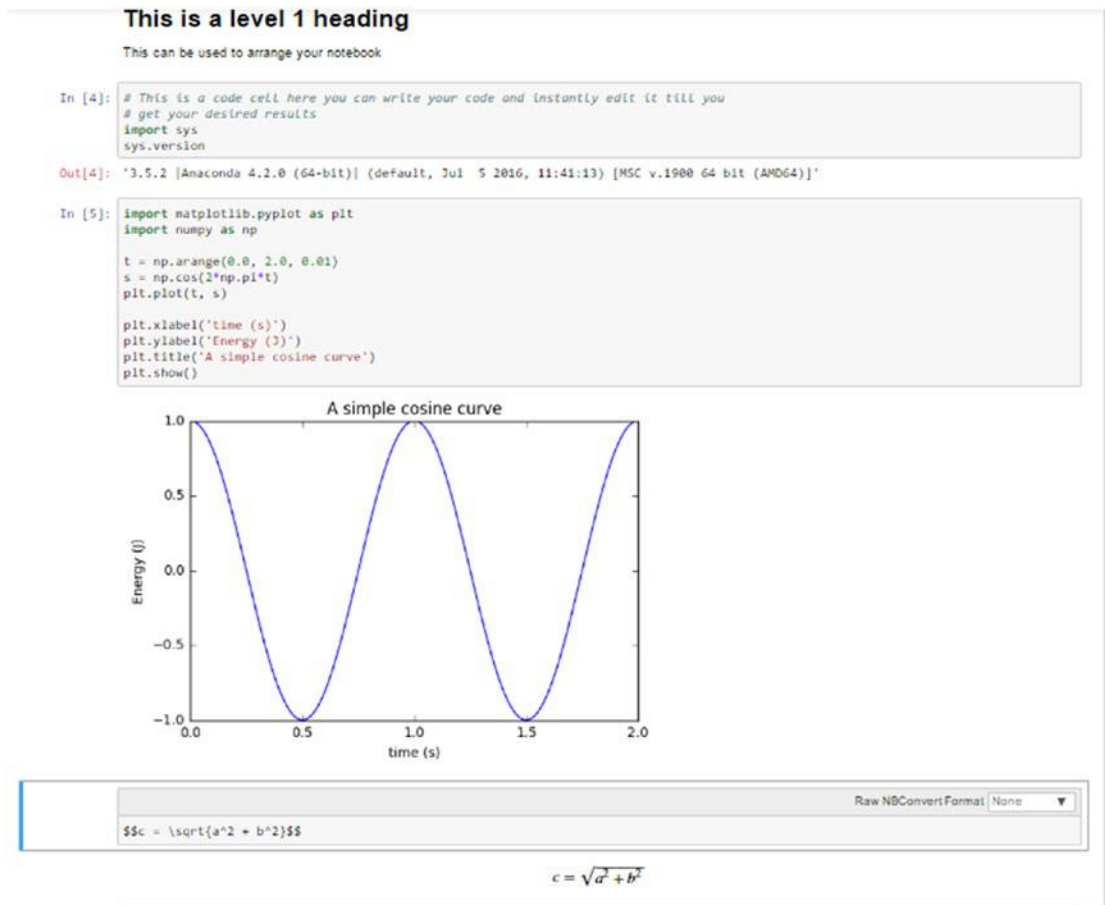 This is a level 1 heading
This can be used to arrange your notebook
In [4]: # This is a code cell here you can write your code and instantly edit it till you
# get your desired results
import sys
sys.version
Out[4]: '3.5.2 |Anaconda 4.2.0 (64-bit)| (default, Jul  5 2016, 11:41:13) [MSC v.1900 64 bit (AMD64)]'
In [5]: import matplotlib.pyplot as plt
import numpy as np
t = np.arange(0.0, 2.0, 0.01)
s = np.cos(2*np.pi*t)
plt.plot(t, s)
plt.xlabel('time (s)')
plt.ylabel('Energy (J)')
plt.title('A simple cosine curve')
plt.show()
A simple cosine curve
1.0
0.5
0.0
−0.5
−1.0
Energy (J)
0.0 0.5 1.0 1.5 2.0
time (s)
Raw NBConvert Format None
$$c = \sqrt{a^2 + b^2}$$
c = √a² + b²